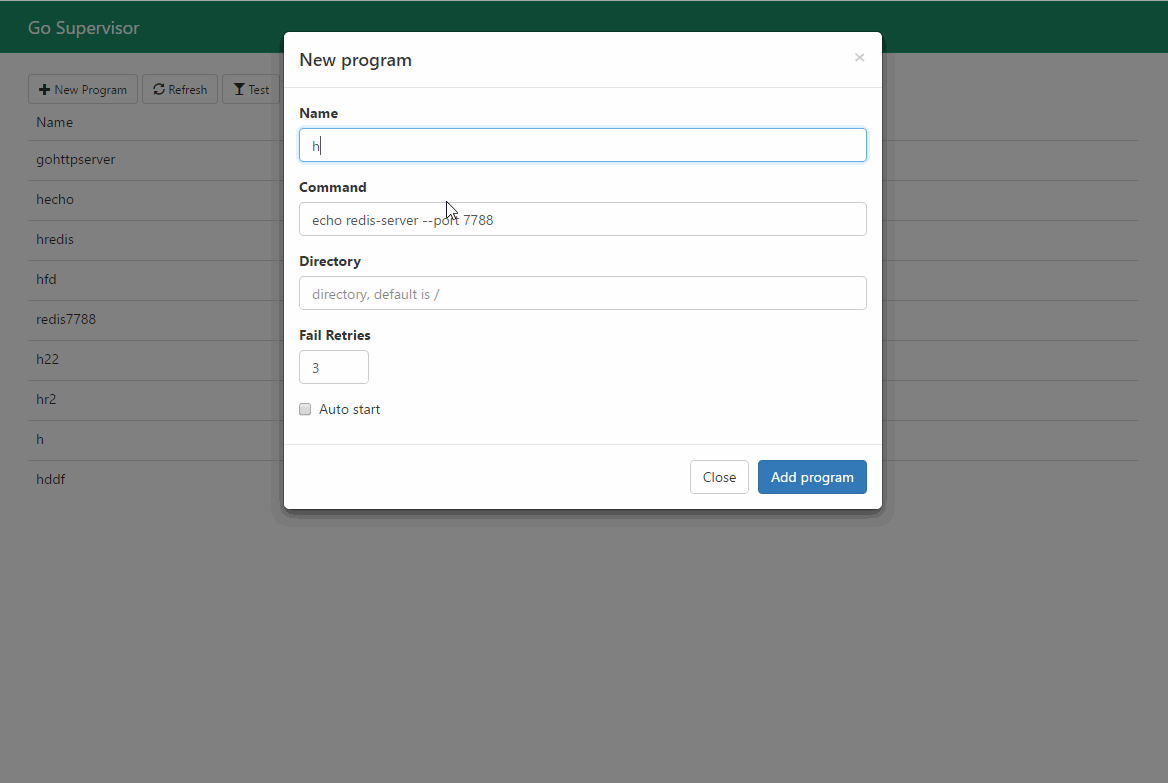 Go Supervisor
New Program Refresh Test
Name
gohttpserver
hecho
hredis
hfd
redis7788
h22
hr2
h
hddf
New program ×
Name
h
Command
echo redis-server --port 7788
Directory
directory, default is /
Fail Retries
3
Auto start
Close Add program